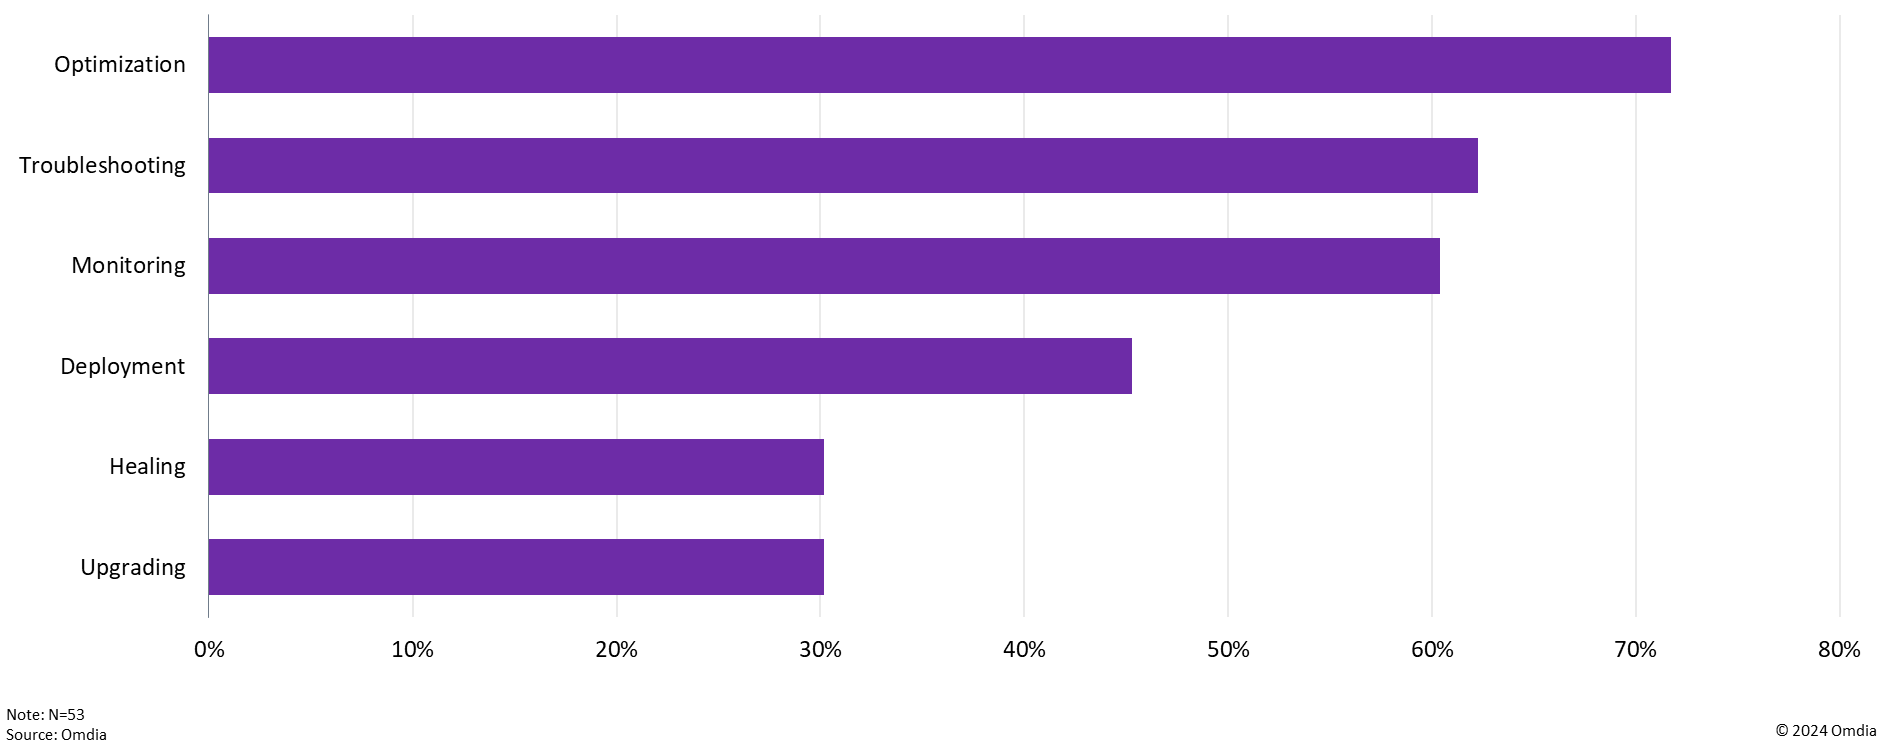 Optimization
Troubleshooting
Monitoring
Deployment
Healing
Upgrading
0% 10% 20% 30% 40% 50% 60% 70% 80%
Note: N=53
Source: Omdia
© 2024 Omdia